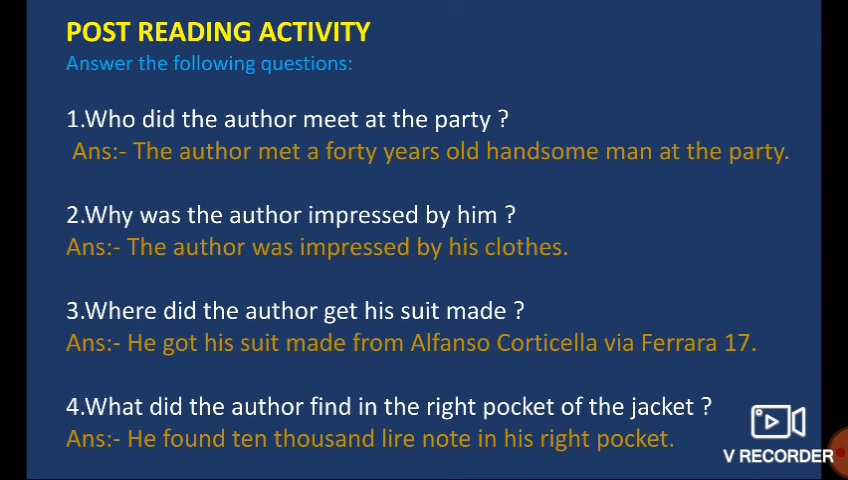 POST READING ACTIVITY
Answer the following questions:
1.Who did the author meet at the party ?
Ans:- The author met a forty years old handsome man at the party.
2.Why was the author impressed by him ?
Ans:- The author was impressed by his clothes.
3.Where did the author get his suit made ?
Ans:- He got his suit made from Alfanso Corticella via Ferrara 17.
4.What did the author find in the right pocket of the jacket ?
Ans:- He found ten thousand lire note in his right pocket.
V RECORDER